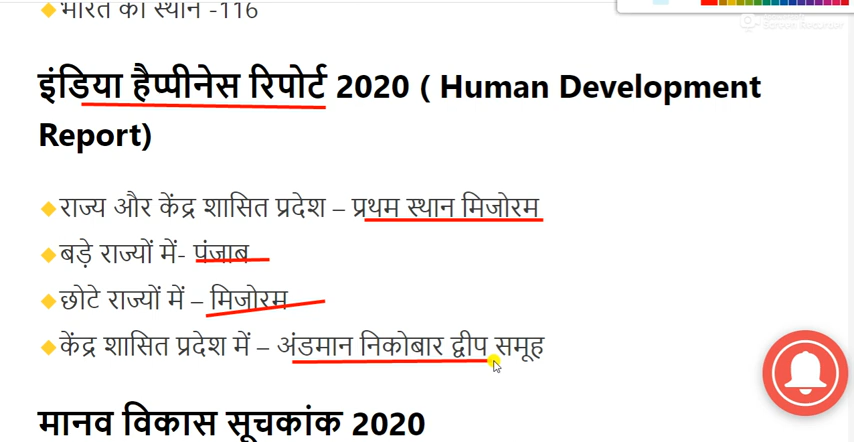 भारत का स्थान -116
इंडिया हैप्पीनेस रिपोर्ट 2020 ( Human Development
Report)
राज्य और केंद्र शासित प्रदेश – प्रथम स्थान मिजोरम
बड़े राज्यों में- पंजाब
छोटे राज्यों में – मिजोरम
केंद्र शासित प्रदेश में – अंडमान निकोबार द्वीप समूह
मानव विकास सूचकांक 2020